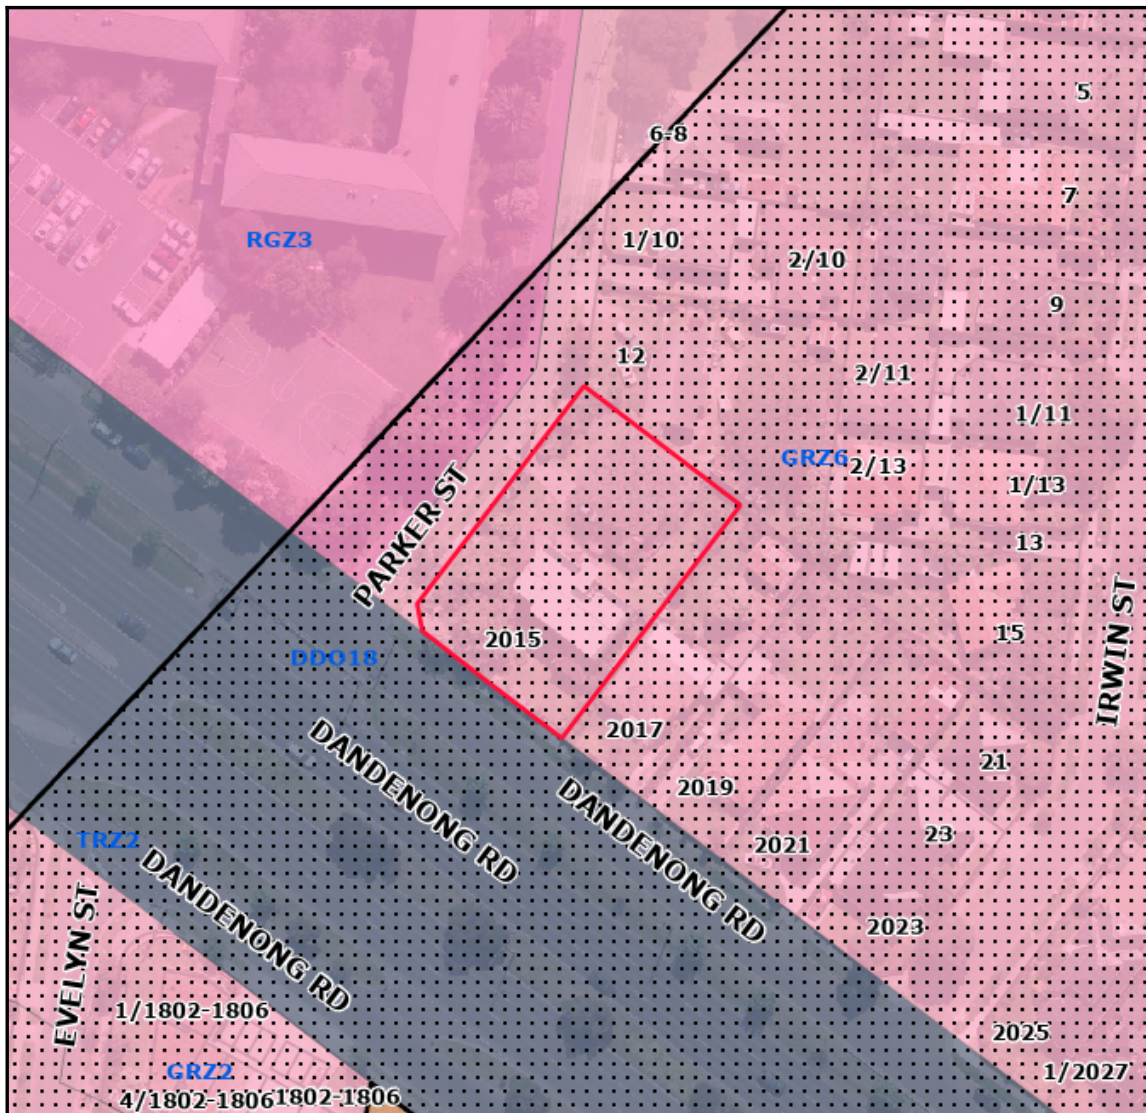 5
6-8
7
RGZ3
1/10
2/10
9
12
2/11
1/11
GRZ6
2/13
1/13
PARKER ST
13
IRWIN ST
15
2015
DDO18
2017
21
DANDENONG RD
2019
DANDENONG RD
23
TRZ2
2021
DANDENONG RD
2023
EVELYN ST
1/1802-1806
2025
GRZ2
1/2027
4/1802-1806
1802-1806